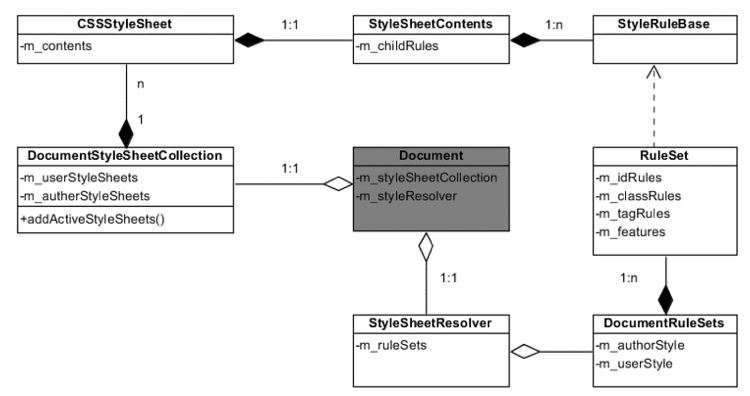 CSSStyleSheet
-m_contents
1:1
StyleSheetContents
-m_childRules
1:n
StyleRuleBase
n
1
DocumentStyleSheetCollection
-m_userStyleSheets
-m_autherStyleSheets
+addActiveStyleSheets()
1:1
Document
-m_styleSheetCollection
-m_styleResolver
RuleSet
-m_idRules
-m_classRules
-m_tagRules
-m_features
1:1
1:n
StyleSheetResolver
-m_ruleSets
DocumentRuleSets
-m_authorStyle
-m_userStyle